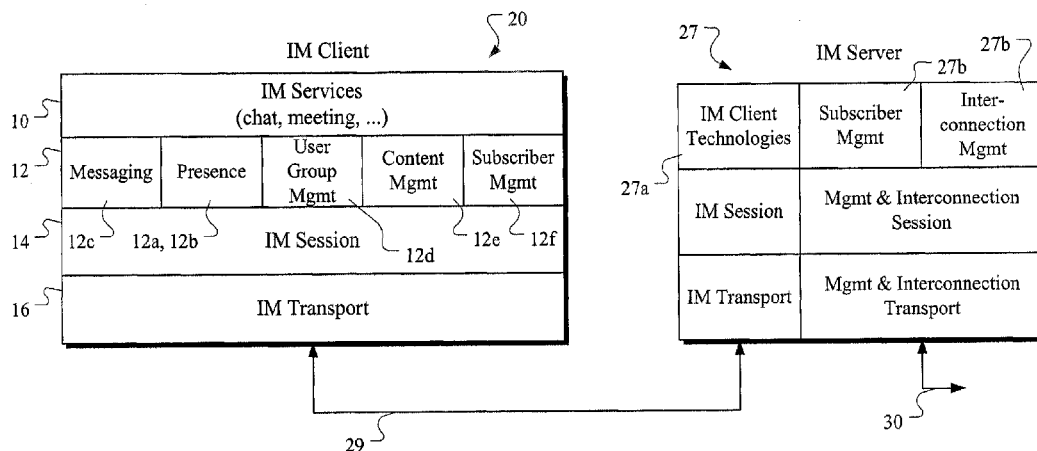 20
IM Client
IM Services
(chat, meeting, ...)
10
12
Messaging
Presence
User
Group
Mgmt
Content
Mgmt
Subscriber
Mgmt
14
12c
12a, 12b
IM Session
12d
12e
12f
16
IM Transport
29
27
IM Server
27b
27b
IM Client
Technologies
Subscriber
Mgmt
Inter-
connection
Mgmt
27a
IM Session
Mgmt & Interconnection
Session
IM Transport
Mgmt & Interconnection
Transport
30